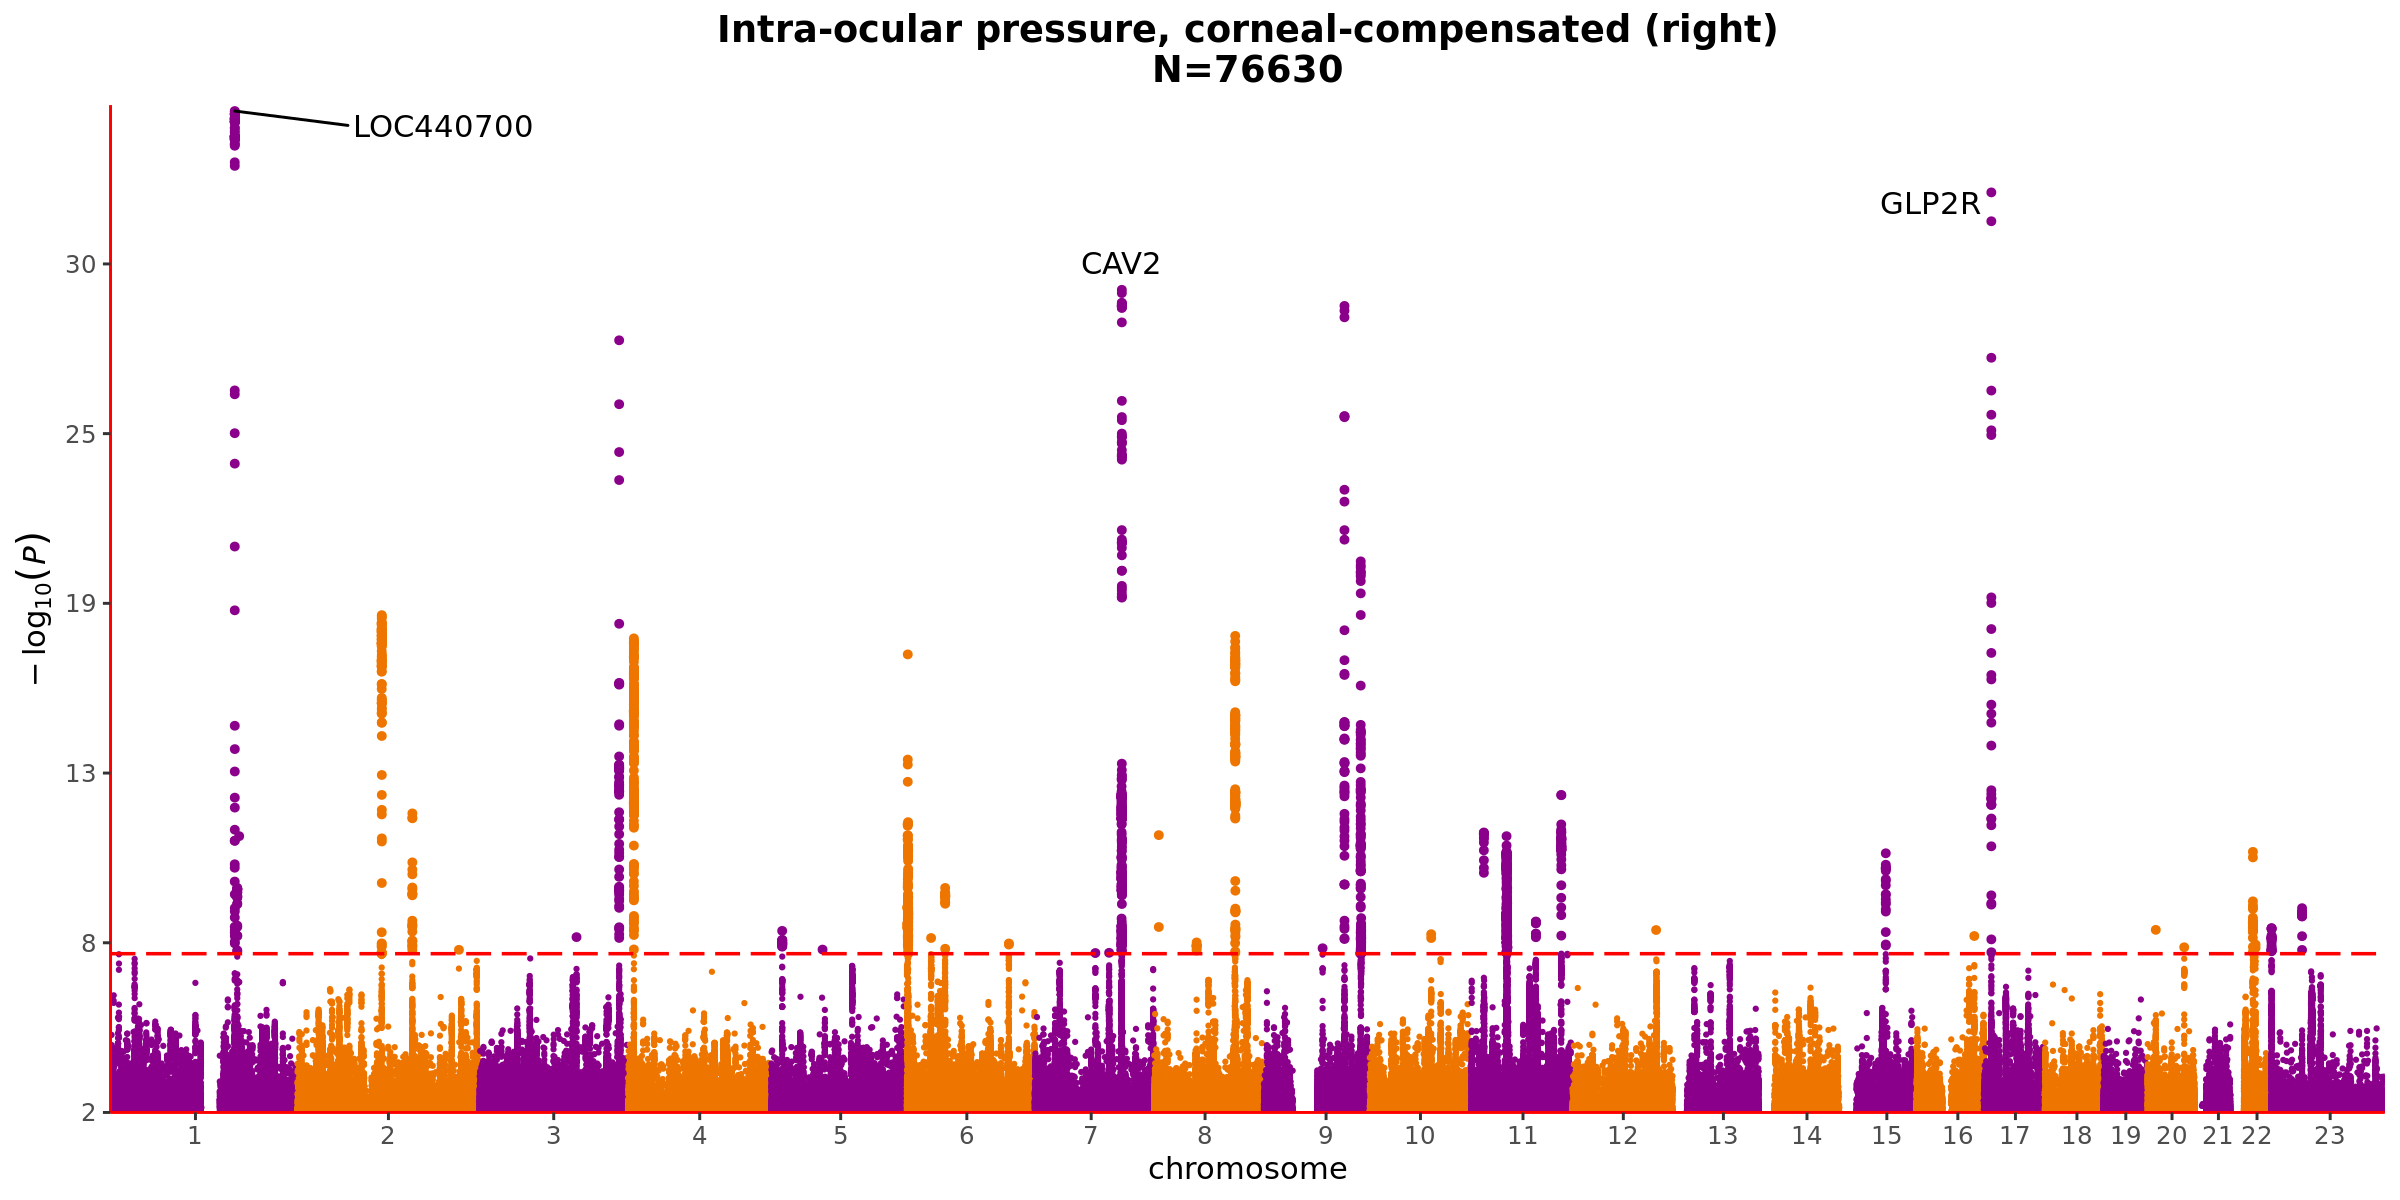 Intra-ocular pressure, corneal-compensated (right)
N=76630
LOC440700
GLP2R
CAV2
30
25
19
13
8
2
−log10(P)
1 2 3 4 5 6 7 8 9 10 11 12 13 14 15 16 17 18 19 20 21 22 23
chromosome